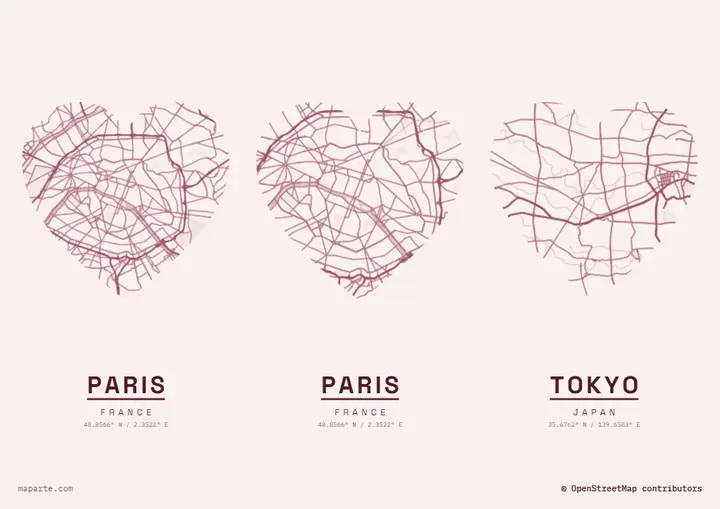 PARIS
FRANCE
48.8566° N / 2.3522° E
PARIS
FRANCE
48.8566° N / 2.3522° E
TOKYO
JAPAN
35.6762° N / 139.6503° E
maparte.com
© OpenStreetMap contributors